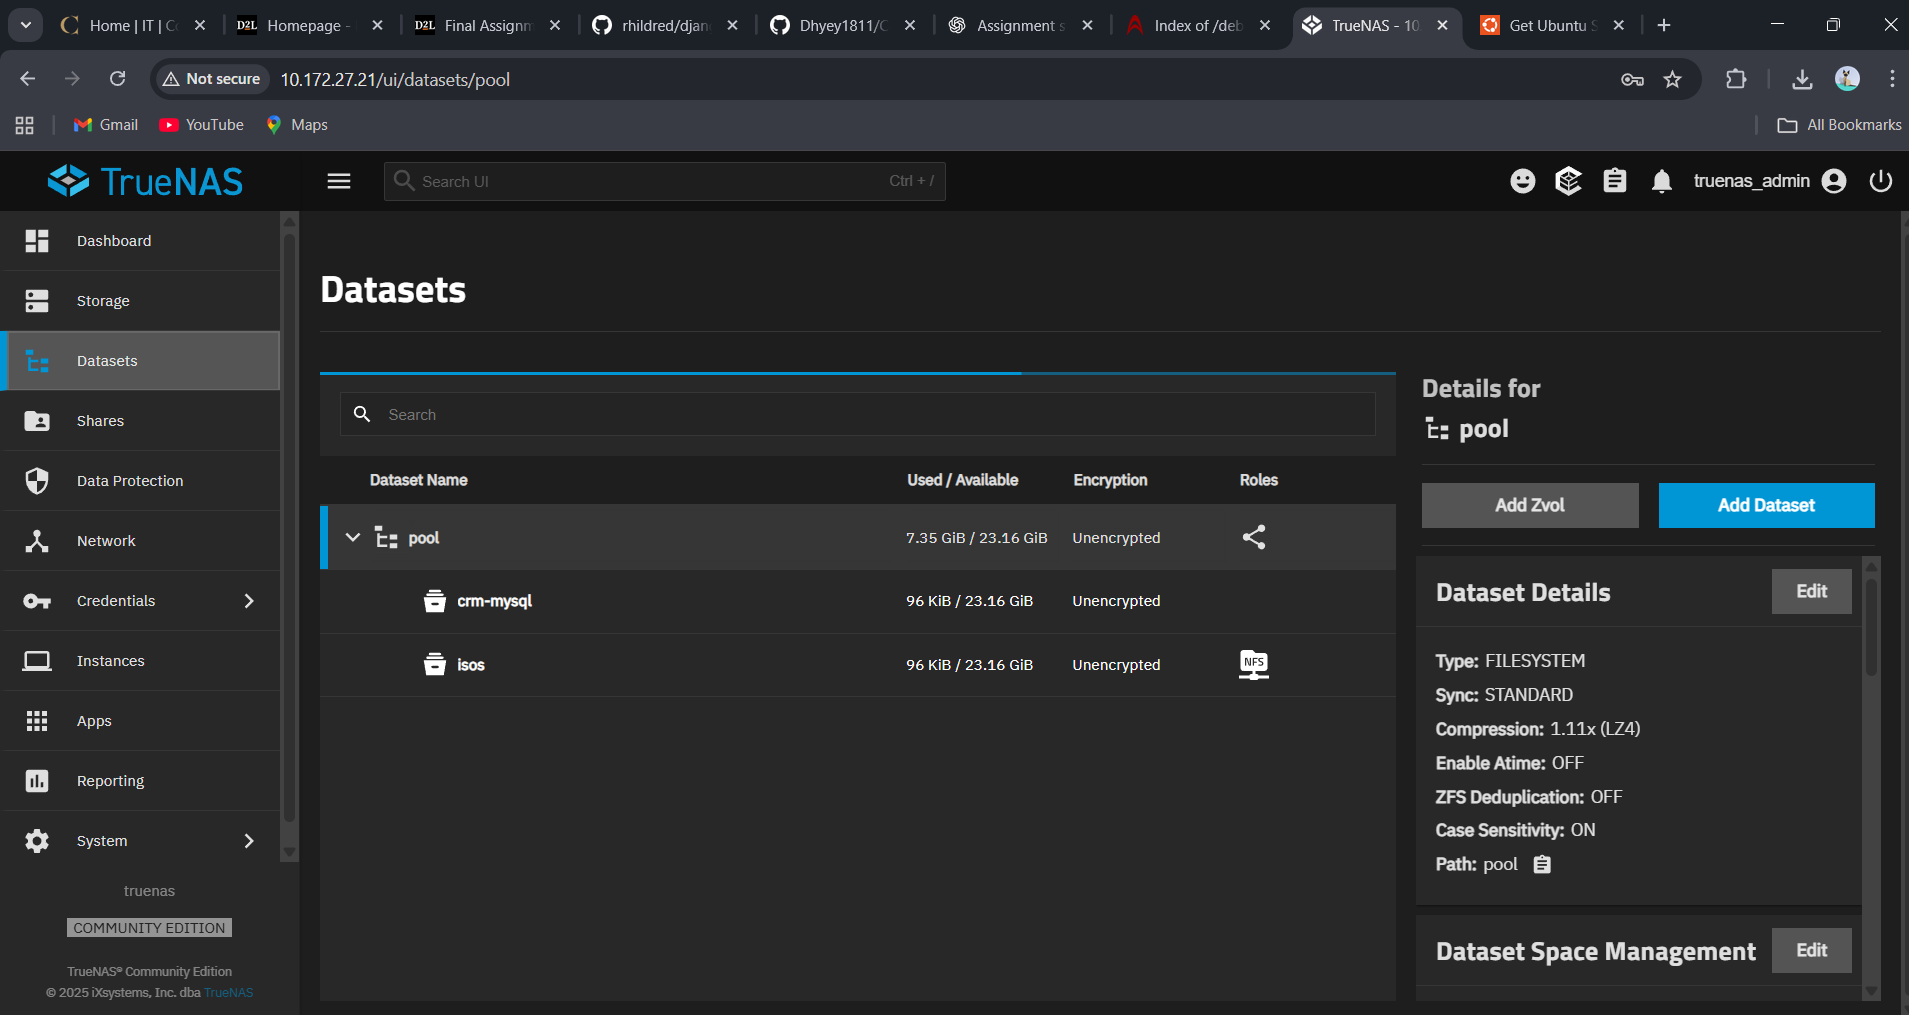 Home | IT | C
Homepage -
Final Assignm
rhildred/djan
Dhyey1811/C
Assignment s
Index of /deb
TrueNAS - 10
Get Ubuntu S
Not secure
10.172.27.21/ui/datasets/pool
Gmail
YouTube
Maps
All Bookmarks
TrueNAS
Search UI
Ctrl + /
truenas_admin
Dashboard
Storage
Datasets
Shares
Data Protection
Network
Credentials
Instances
Apps
Reporting
System
truenas
COMMUNITY EDITION
TrueNAS® Community Edition
© 2025 iXsystems, Inc. dba TrueNAS
Datasets
Search
Dataset Name Used / Available Encryption Roles
pool 7.35 GiB / 23.16 GiB Unencrypted
crm-mysql 96 KiB / 23.16 GiB Unencrypted
isos 96 KiB / 23.16 GiB Unencrypted NFS
Details for
pool
Add Zvol
Add Dataset
Dataset Details
Edit
Type: FILESYSTEM
Sync: STANDARD
Compression: 1.11x (LZ4)
Enable Atime: OFF
ZFS Deduplication: OFF
Case Sensitivity: ON
Path: pool
Dataset Space Management
Edit